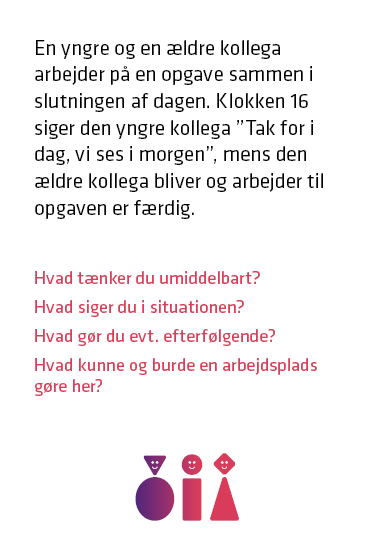 En yngre og en ældre kollega
arbejder på en opgave sammen i
slutningen af dagen. Klokken 16
siger den yngre kollega ”Tak for i
dag, vi ses i morgen”, mens den
ældre kollega bliver og arbejder til
opgaven er færdig.
Hvad tænker du umiddelbart?
Hvad siger du i situationen?
Hvad gør du evt. efterfølgende?
Hvad kunne og burde en arbejdsplads
gøre her?